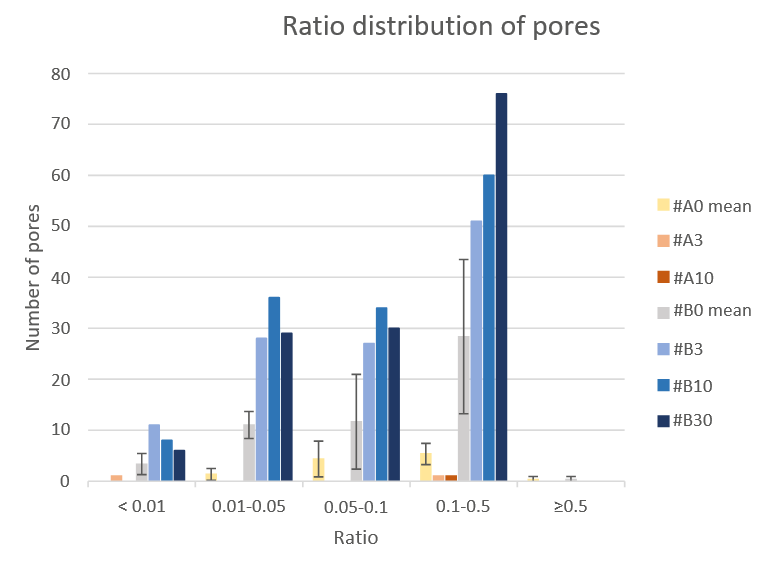 Ratio distribution of pores
80
70
60
50
40
30
20
10
0
Number of pores
< 0.01
0.01-0.05
0.05-0.1
0.1-0.5
≥0.5
Ratio
#A0 mean
#A3
#A10
#B0 mean
#B3
#B10
#B30